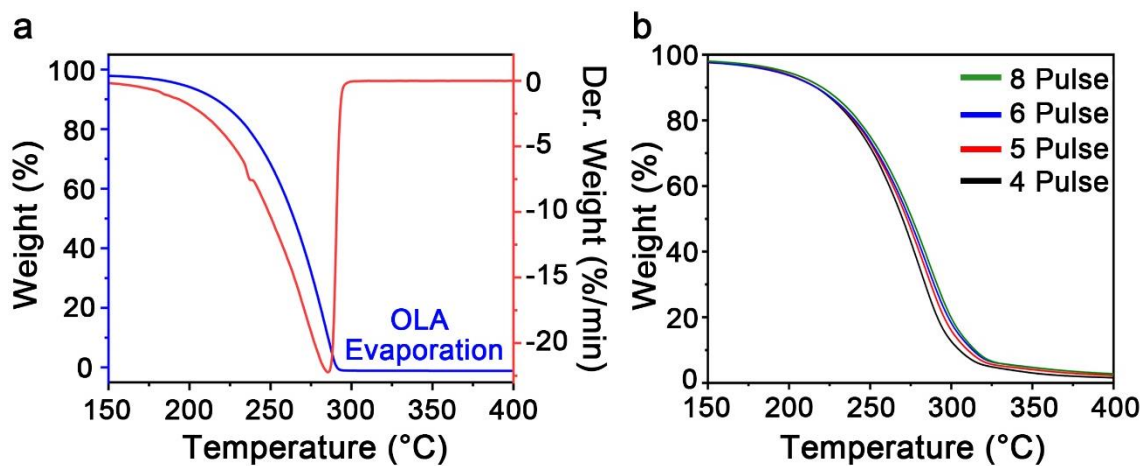 a
100
80
60
40
20
0
Weight (%)
0
-5
-10
-15
-20
Der. Weight (%/min)
OLA
Evaporation
150 200 250 300 350 400
Temperature (°C)
b
100
80
60
40
20
0
Weight (%)
8 Pulse
6 Pulse
5 Pulse
4 Pulse
150 200 250 300 350 400
Temperature (°C)